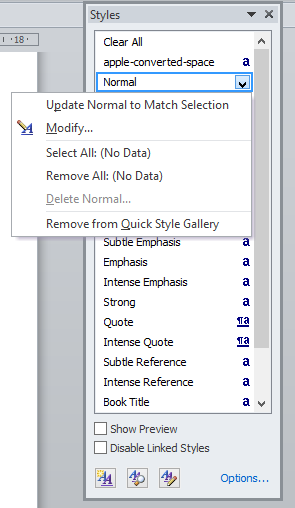 Styles
· 18 ·
Clear All
apple-converted-space a
Normal
Update Normal to Match Selection
Modify...
Select All: (No Data)
Remove All: (No Data)
Delete Normal...
Remove from Quick Style Gallery
Subtle Emphasis a
Emphasis a
Intense Emphasis a
Strong a
Quote ¶a
Intense Quote ¶a
Subtle Reference a
Intense Reference a
Book Title a
Show Preview
Disable Linked Styles
Options...